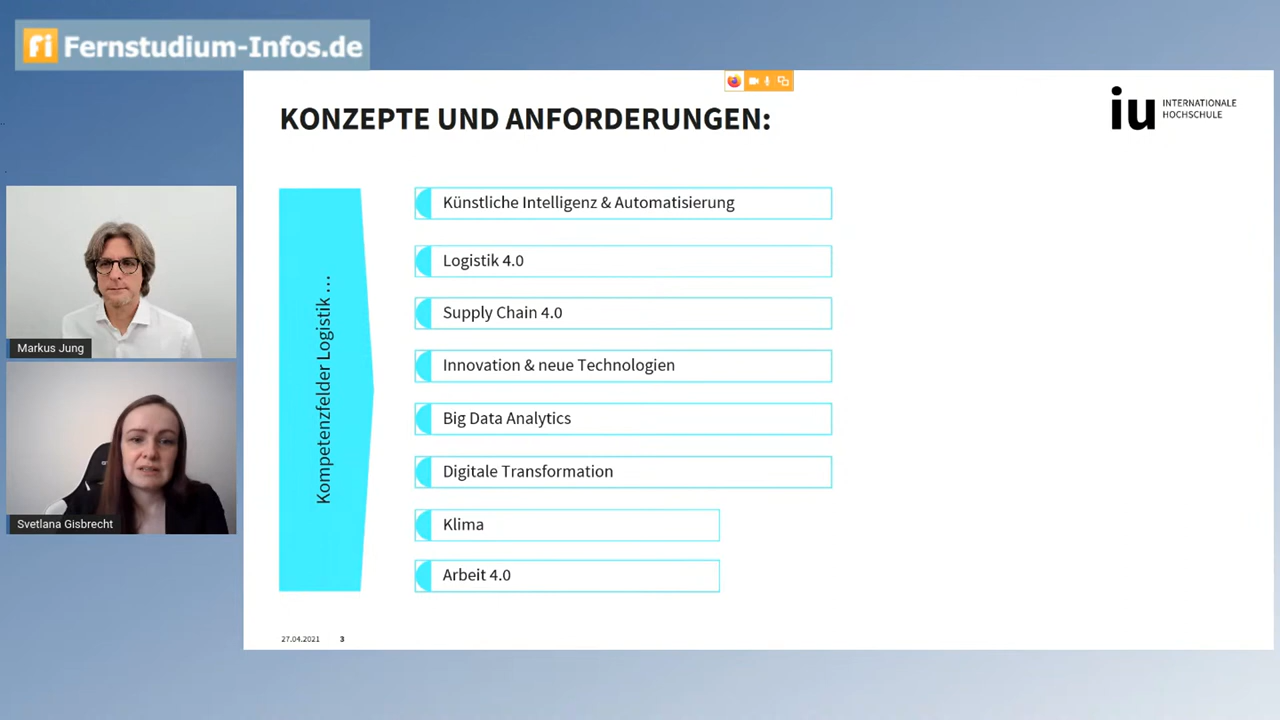 fi Fernstudium-Infos.de
KONZEPTE UND ANFORDERUNGEN:
iu INTERNATIONALE
HOCHSCHULE
Markus Jung
Svetlana Gisbrecht
Kompetenzfelder Logistik ...
Künstliche Intelligenz & Automatisierung
Logistik 4.0
Supply Chain 4.0
Innovation & neue Technologien
Big Data Analytics
Digitale Transformation
Klima
Arbeit 4.0
27.04.2021 3